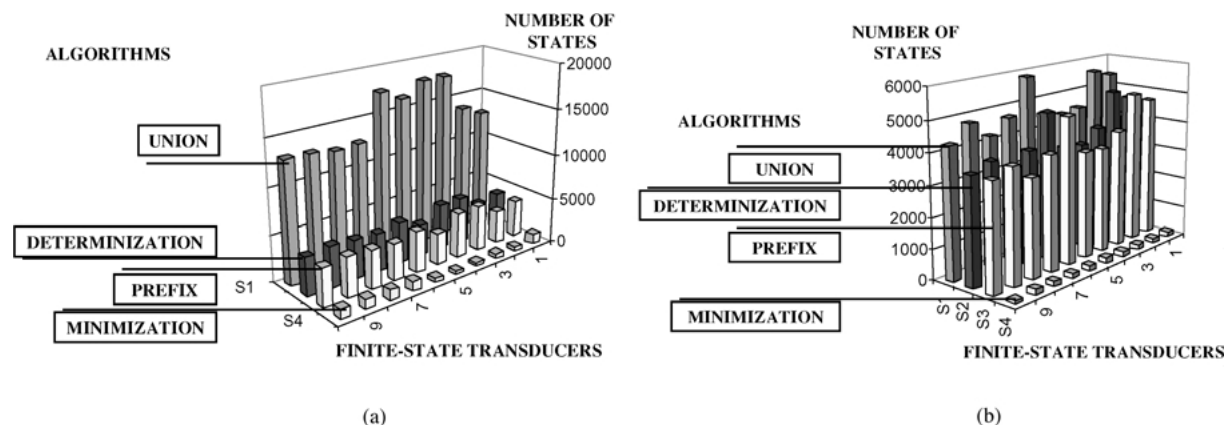 NUMBER OF
STATES
ALGORITHMS
20000
15000
10000
5000
0
UNION
DETERMINIZATION
PREFIX
MINIMIZATION
S1
S4
9
7
5
3
1
FINITE-STATE TRANSDUCERS
(a)
NUMBER OF
STATES
6000
5000
4000
3000
2000
1000
0
ALGORITHMS
UNION
DETERMINIZATION
PREFIX
MINIMIZATION
S
S2
S3
S4
9
7
5
3
1
FINITE-STATE TRANSDUCERS
(b)